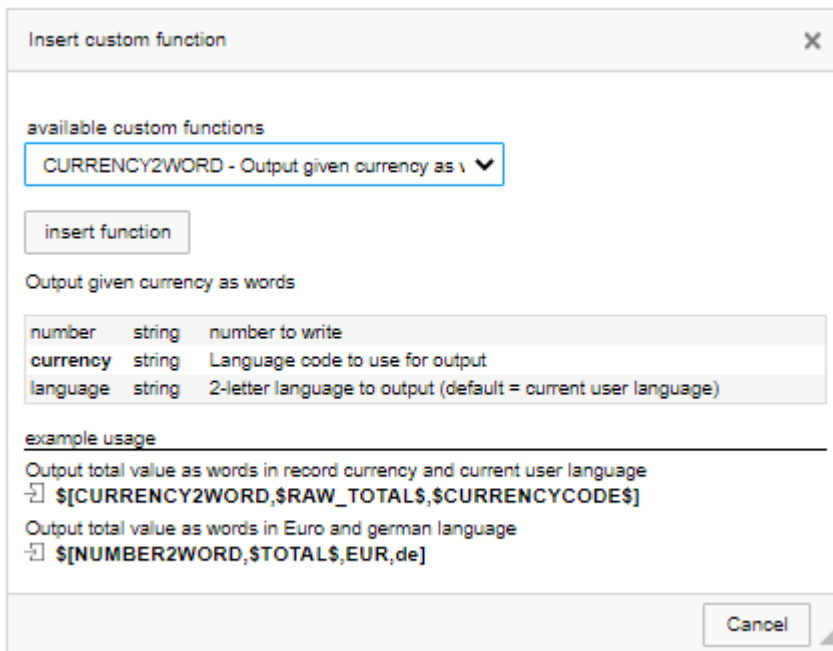 Insert custom function
available custom functions
CURRENCY2WORD - Output given currency as
insert function
Output given currency as words
number string number to write
currency string Language code to use for output
language string 2-letter language to output (default = current user language)
example usage
Output total value as words in record currency and current user language
$[CURRENCY2WORD,$RAW_TOTAL$,$CURRENCYCODE$]
Output total value as words in Euro and german language
$[NUMBER2WORD,$TOTAL$,EUR,de]
Cancel